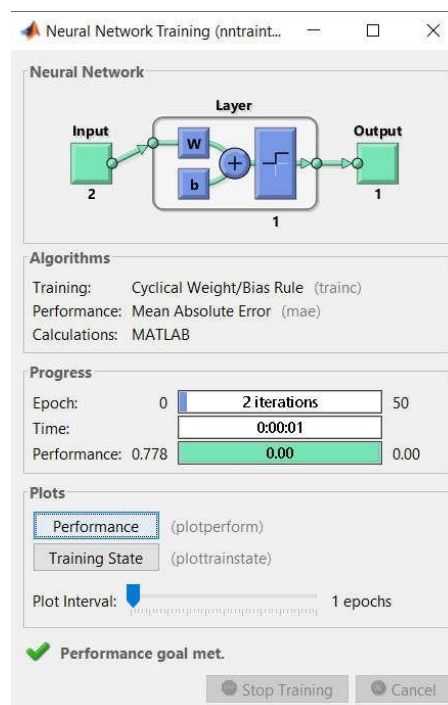 Neural Network Training (nntraint...
Neural Network
Layer
Input
Output
W
b
+
2
1
1
Algorithms
Training: Cyclical Weight/Bias Rule (trainc)
Performance: Mean Absolute Error (mae)
Calculations: MATLAB
Progress
Epoch: 0 2 iterations 50
Time: 0:00:01
Performance: 0.778 0.00 0.00
Plots
Performance (plotperform)
Training State (plottrainstate)
Plot Interval: 1 epochs
Performance goal met.
Stop Training Cancel